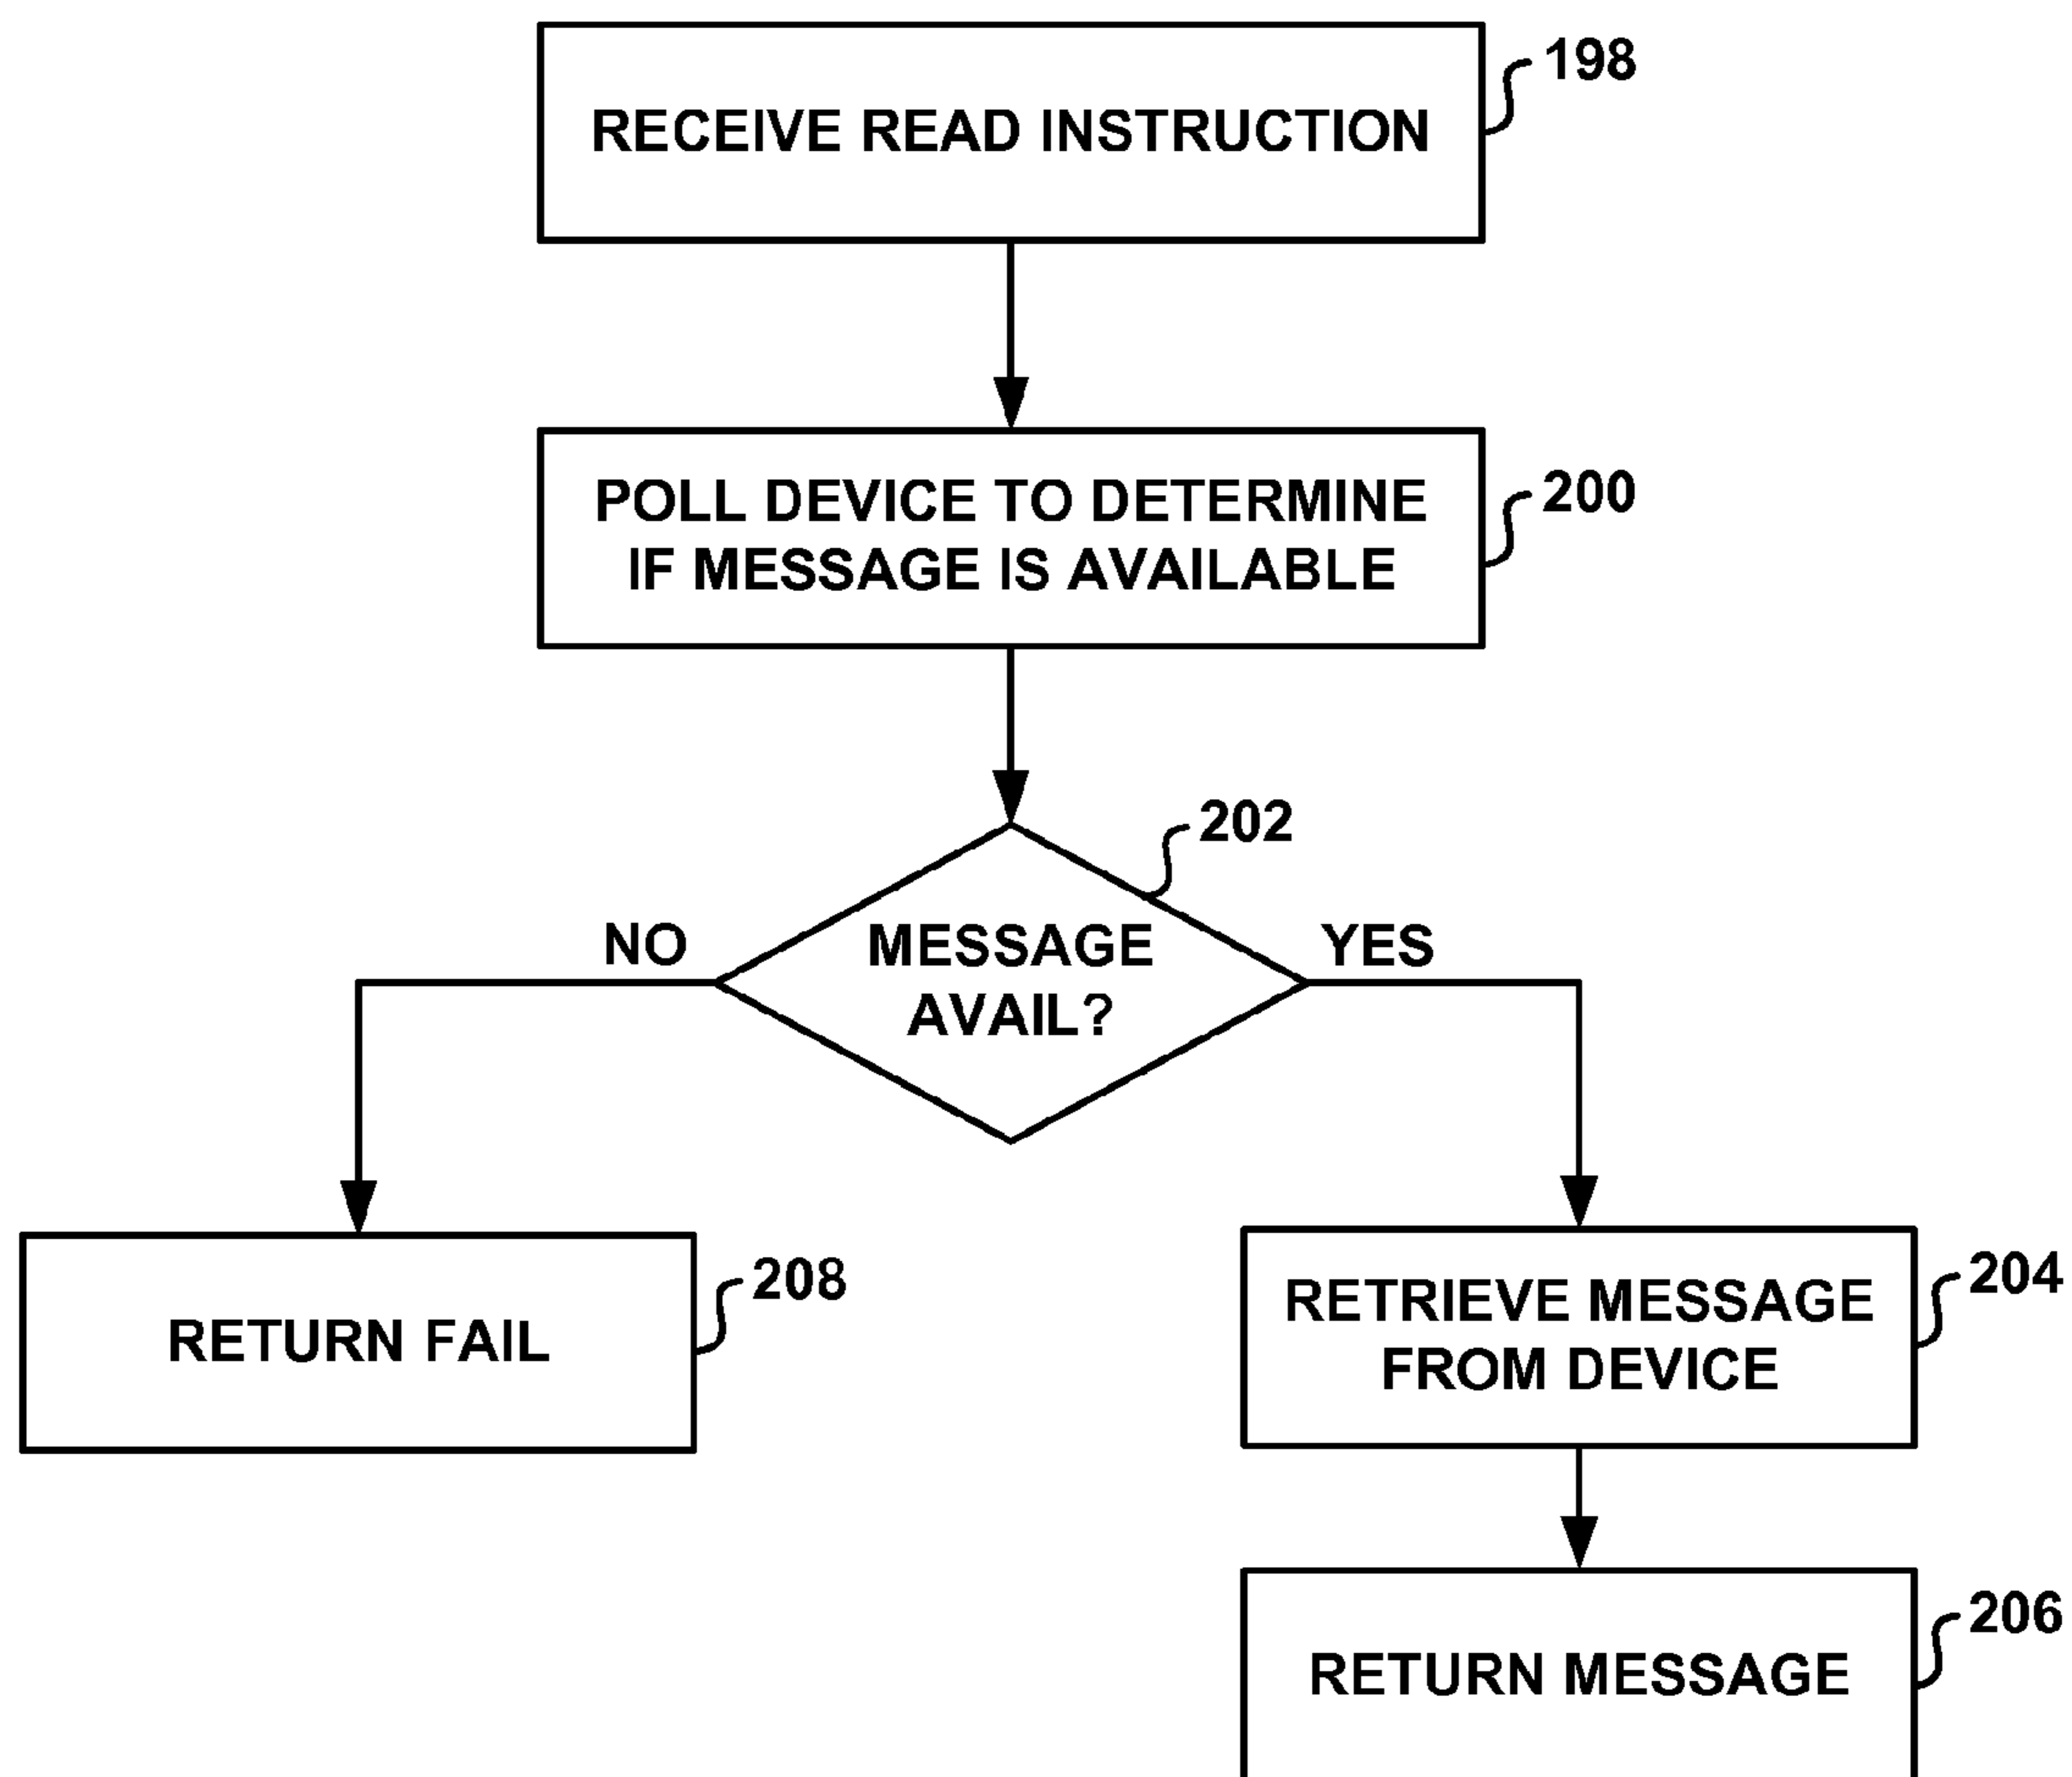 RECEIVE READ INSTRUCTION
198
POLL DEVICE TO DETERMINE
IF MESSAGE IS AVAILABLE
200
202
NO
MESSAGE
AVAIL?
YES
RETURN FAIL
208
RETRIEVE MESSAGE
FROM DEVICE
204
RETURN MESSAGE
206